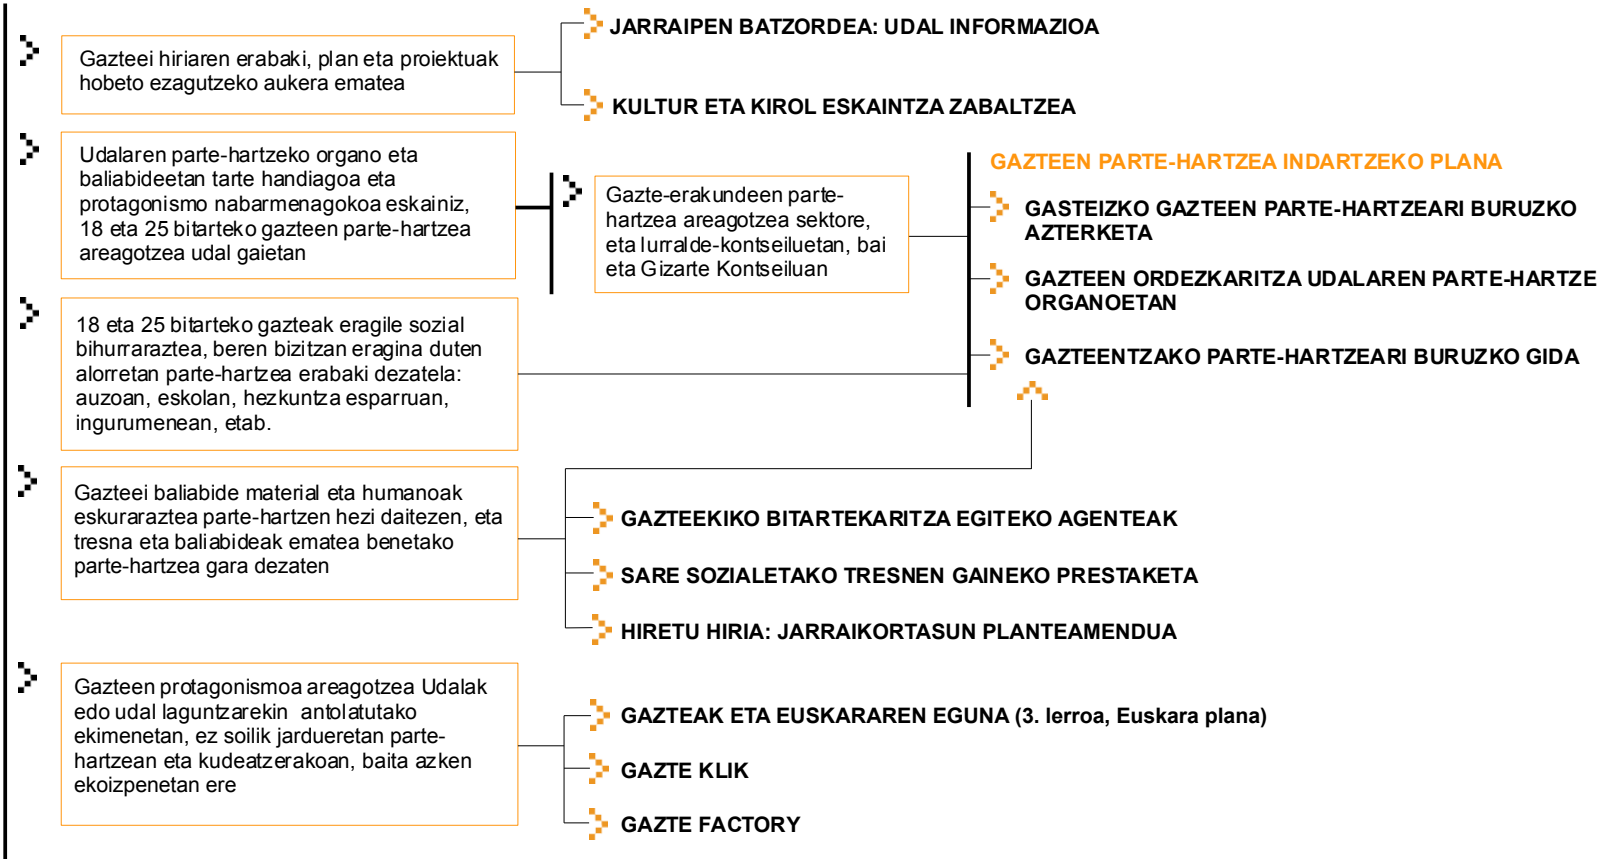 JARRAIPEN BATZORDEA: UDAL INFORMAZIOA
Gazteei hiriaren erabaki, plan eta proiektuak
hobeto ezagutzeko aukera ematea
KULTUR ETA KIROL ESKAINTZA ZABALTZEA
Udalaren parte-hartzeko organo eta
baliabideetan tarte handiagoa eta
protagonismo nabarmenagokoa eskainiz,
18 eta 25 bitarteko gazteen parte-hartzea
areagotzea udal gaietan
Gazte-erakundeen parte-
hartzea areagotzea sektore,
eta lurralde-kontseiluetan, bai
eta Gizarte Kontseiluan
GAZTEEN PARTE-HARTZEA INDARTZEKO PLANA
GASTEIZKO GAZTEEN PARTE-HARTZEARI BURUZKO
AZTERKETA
GAZTEEN ORDEZKARITZA UDALAREN PARTE-HARTZE
ORGANOETAN
GAZTEENTZAKO PARTE-HARTZEARI BURUZKO GIDA
18 eta 25 bitarteko gazteak eragile sozial
bihurraraztea, beren bizitzan eragina duten
alorretan parte-hartzea erabaki dezatela:
auzoan, eskolan, hezkuntza esparruan,
ingurumenean, etab.
Gazteei baliabide material eta humanoak
eskuraraztea parte-hartzen hezi daitezen, eta
tresna eta baliabideak ematea benetako
parte-hartzea gara dezaten
GAZTEEKIKO BITARTEKARITZA EGITEKO AGENTEAK
SARE SOZIALETAKO TRESNEN GAINEKO PRESTAKETA
HIRETU HIRIA: JARRAIKORTASUN PLANTEAMENDUA
Gazteen protagonismoa areagotzea Udalak
edo udal laguntzarekin antolatutako
ekimenetan, ez soilik jardueretan parte-
hartzean eta kudeatzerakoan, baita azken
ekoizpenetan ere
GAZTEAK ETA EUSKARAREN EGUNA (3. lerroa, Euskara plana)
GAZTE KLIK
GAZTE FACTORY